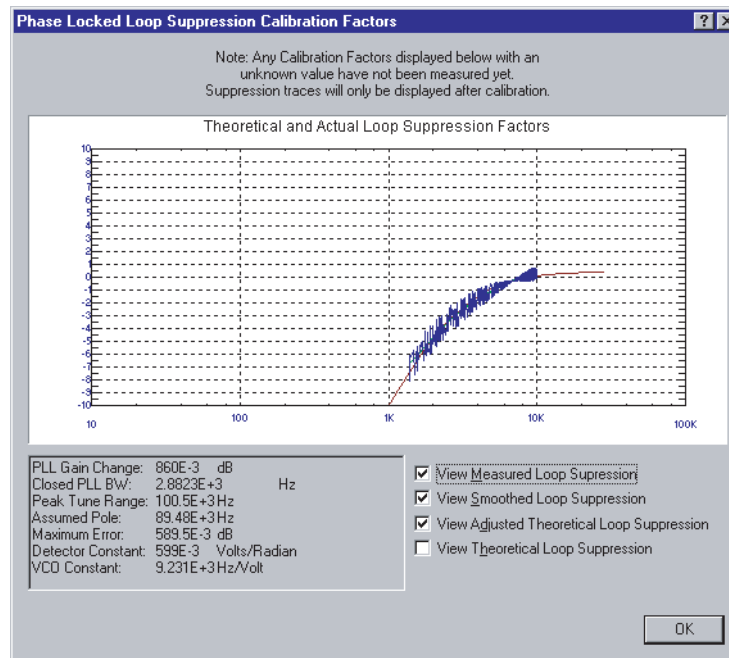 Phase Locked Loop Suppression Calibration Factors
? ×
Note: Any Calibration Factors displayed below with an
unknown value have not been measured yet.
Suppression traces will only be displayed after calibration.
Theoretical and Actual Loop Suppression Factors
10
9
8
7
6
5
4
3
2
1
0
-1
-2
-3
-4
-5
-6
-7
-8
-9
-10
10 100 1K 10K 100K
PLL Gain Change: 860E-3 dB
Closed PLL BW: 2.8823E+3 Hz
Peak Tune Range: 100.5E+3 Hz
Assumed Pole: 89.48E+3 Hz
Maximum Error: 589.5E-3 dB
Detector Constant: 599E-3 Volts/Radian
VCO Constant: 9.231E+3 Hz/Volt
View Measured Loop Supression
View Smoothed Loop Suppression
View Adjusted Theoretical Loop Suppression
View Theoretical Loop Suppression
OK